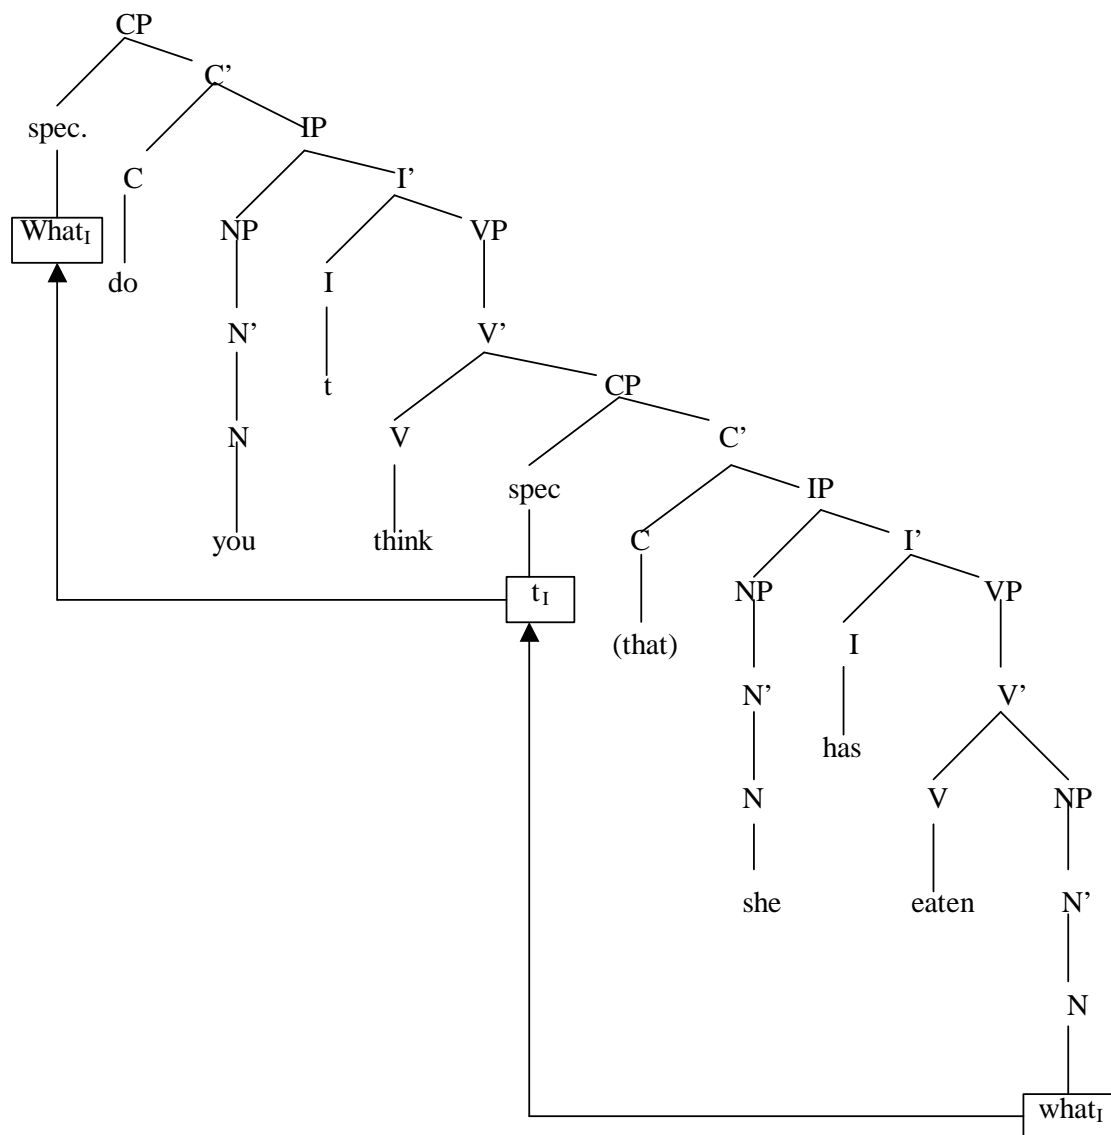 CP
C’
spec. IP
C I’
What_I NP VP
do I
N’ V’
t CP
N V C’
spec IP
you think C I’
t_I NP VP
(that) I
N’ V’
has
N V NP
she eaten N’
N
what_I